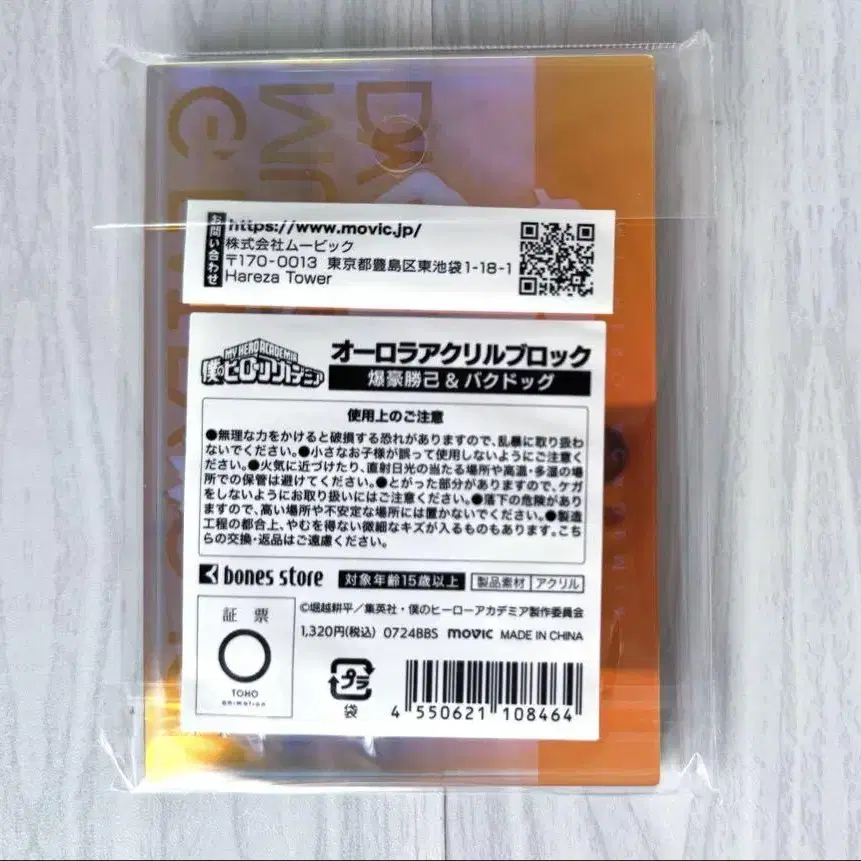 お問い合わせ
https://www.movic.jp/
株式会社ムービック
〒170-0013 東京都豊島区東池袋1-18-1
Hareza Tower
MY HERO ACADEMIA
僕のヒーローアカデミア
オーロラアクリルブロック
爆豪勝己 & バクドッグ
使用上のご注意
●無理な力をかけると破損する恐れがありますので、乱暴に取り扱わ
ないでください。●小さなお子様が誤って使用しないようにご注意く
ださい。●火気に近づけたり、直射日光の当たる場所や高温・多湿の場
所での保管は避けてください。●とがった部分がありますので、ケガ
をしないようにお取り扱いにはご注意ください。●落下の危険があり
ますので、高い場所や不安定な場所には置かないでください。●製造
工程の都合上、やむを得ない微細なキズが入るものもあります。こち
らの交換・返品はご遠慮ください。
bones store 対象年齢15歳以上 製品素材 アクリル
©堀越耕平/集英社・僕のヒーローアカデミア製作委員会
1,320円(税込) 0724BBS movic MADE IN CHINA
証票
TOHO
animation
プラ
袋
4 550621 108464